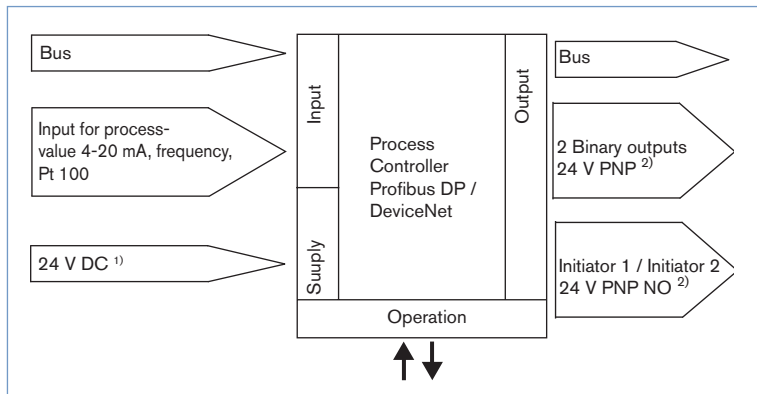 Bus
Input for process-
value 4-20 mA, frequency,
Pt 100
24 V DC 1)
Input
Suuply
Process
Controller
Profibus DP /
DeviceNet
Output
Operation
Bus
2 Binary outputs
24 V PNP 2)
Initiator 1 / Initiator 2
24 V PNP NO 2)